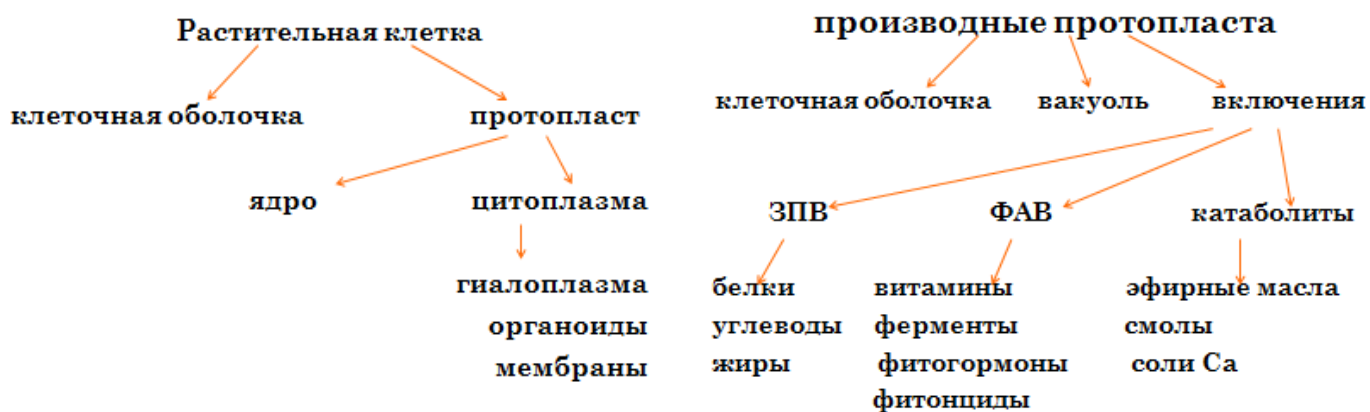 Растительная клетка
клеточная оболочка протопласт
ядро цитоплазма
гиалоплазма
органоиды
мембраны
производные протопласта
клеточная оболочка вакуоль включения
ЗПВ ФАВ катаболиты
белки витамины эфирные масла
углеводы ферменты смолы
жиры фитогормоны соли Са
фитонциды